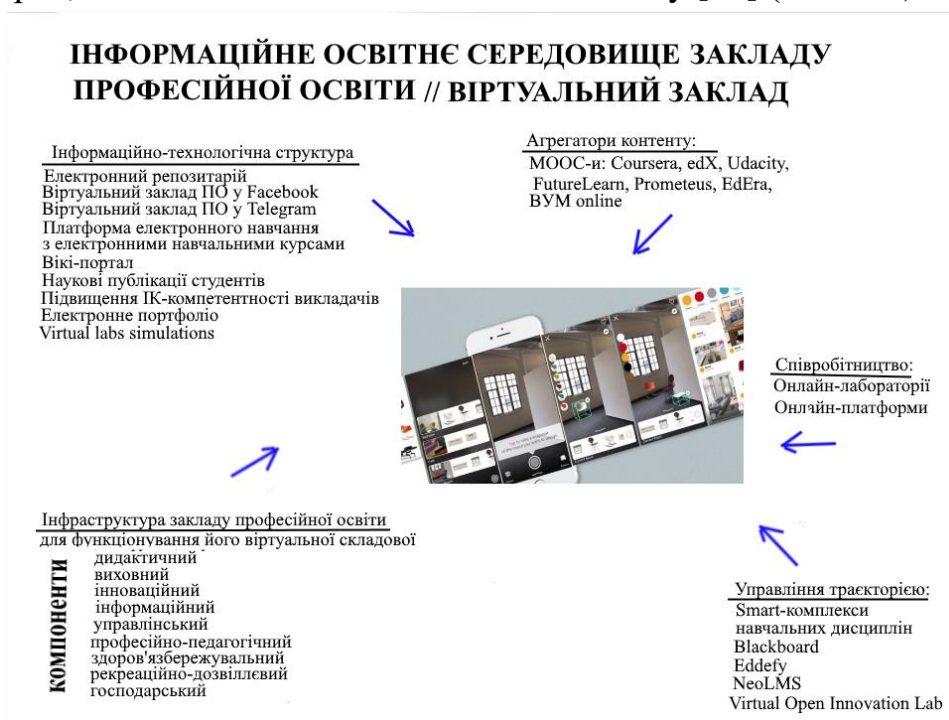 ІНФОРМАЦІЙНЕ ОСВІТНЄ СЕРЕДОВИЩЕ ЗАКЛАДУ
ПРОФЕСІЙНОЇ ОСВІТИ // ВІРТУАЛЬНИЙ ЗАКЛАД
Інформаційно-технологічна структура
Електронний репозитарій
Віртуальний заклад ПО у Facebook
Віртуальний заклад ПО у Telegram
Платформа електронного навчання
з електронними навчальними курсами
Вікі-портал
Наукові публікації студентів
Підвищення ІК-компетентності викладачів
Електронне портфоліо
Virtual labs simulations
Агрегатори контенту:
МООС-и: Coursera, edX, Udacity,
FutureLearn, Prometeus, EdEra,
ВУМ online
Співробітництво:
Онлайн-лабораторії
Онлайн-платформи
Інфраструктура закладу професійної освіти
для функціонування його віртуальної складової
КОМПОНЕНТИ
дидактичний
виховний
інноваційний
інформаційний
управлінський
професійно-педагогічний
здоров'язбережувальний
рекреаційно-дозвіллєвий
господарський
Управління траєкторією:
Smart-комплекси
навчальних дисциплін
Blackboard
Eddefy
NeoLMS
Virtual Open Innovation Lab